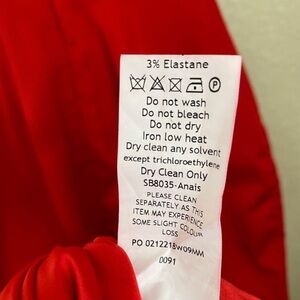 3% Elastane
P
Do not wash
Do not bleach
Do not dry
Iron low heat
Dry clean any solvent
except trichloroethylene
Dry Clean Only
SB8035-Anais
PLEASE CLEAN
SEPARATELY AS THIS
ITEM MAY EXPERIENCE
SOME SLIGHT COLOUR
LOSS
PO 0212218W09MM
0091